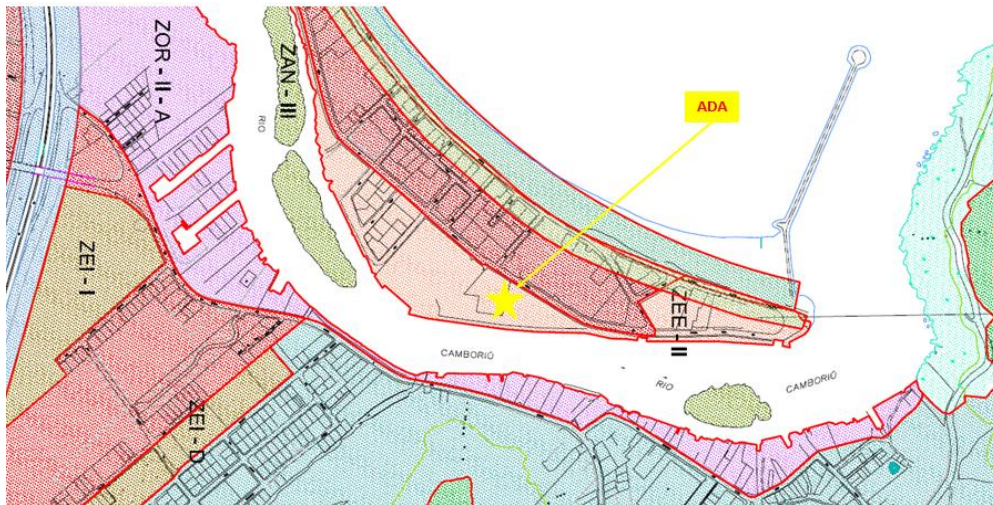 ZOR - II - A
ZAN - III
RIO
ADA
ZEI - I
ZEE - II
CAMBORIÚ
RIO
CAMBORIÚ
ZEI - D